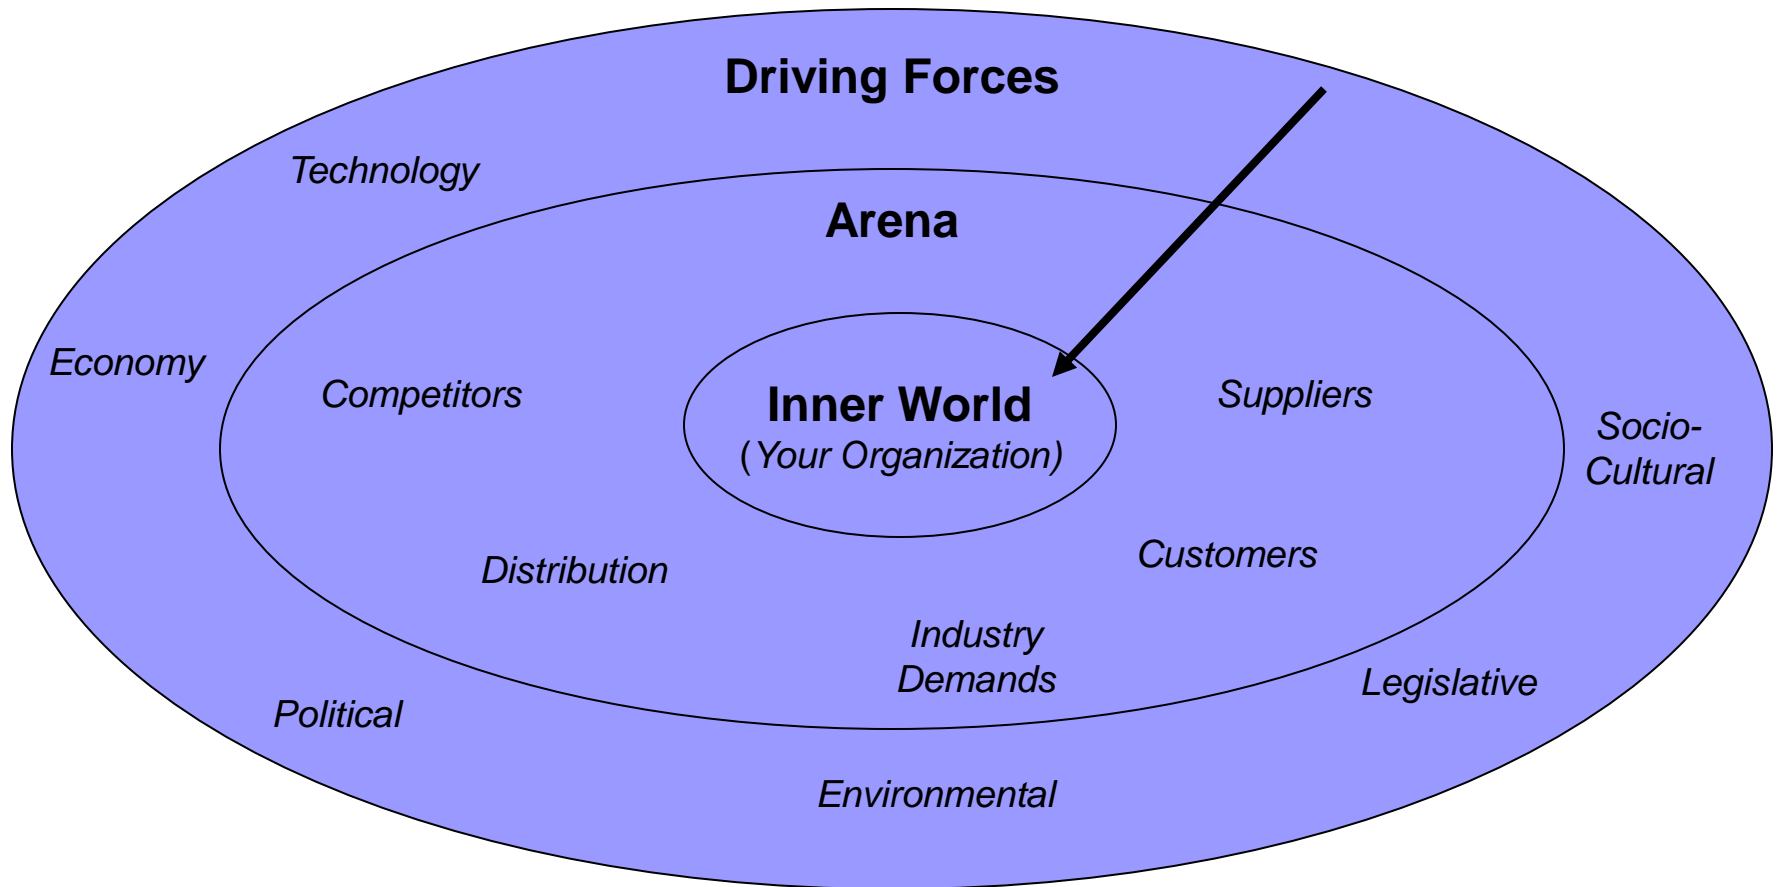 Driving Forces
Technology
Arena
Economy
Competitors
Inner World
(Your Organization)
Suppliers
Socio-
Cultural
Distribution
Customers
Industry
Demands
Legislative
Political
Environmental